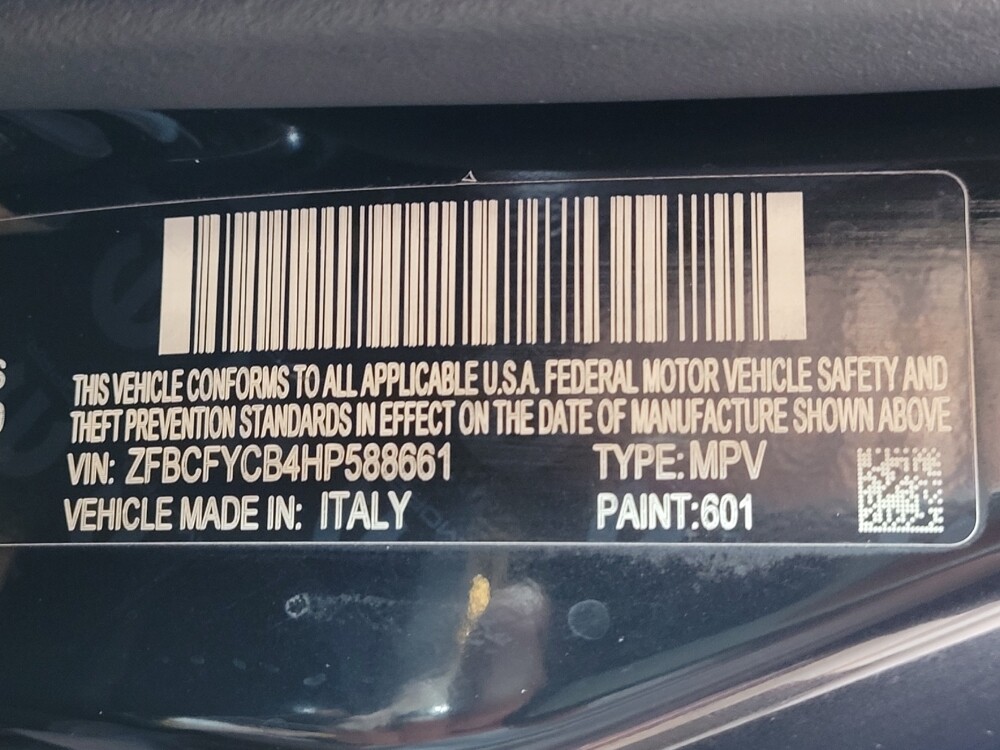 THIS VEHICLE CONFORMS TO ALL APPLICABLE U.S.A. FEDERAL MOTOR VEHICLE SAFETY AND
THEFT PREVENTION STANDARDS IN EFFECT ON THE DATE OF MANUFACTURE SHOWN ABOVE
VIN: ZFBCFYCB4HP588661 TYPE: MPV
VEHICLE MADE IN: ITALY PAINT:601